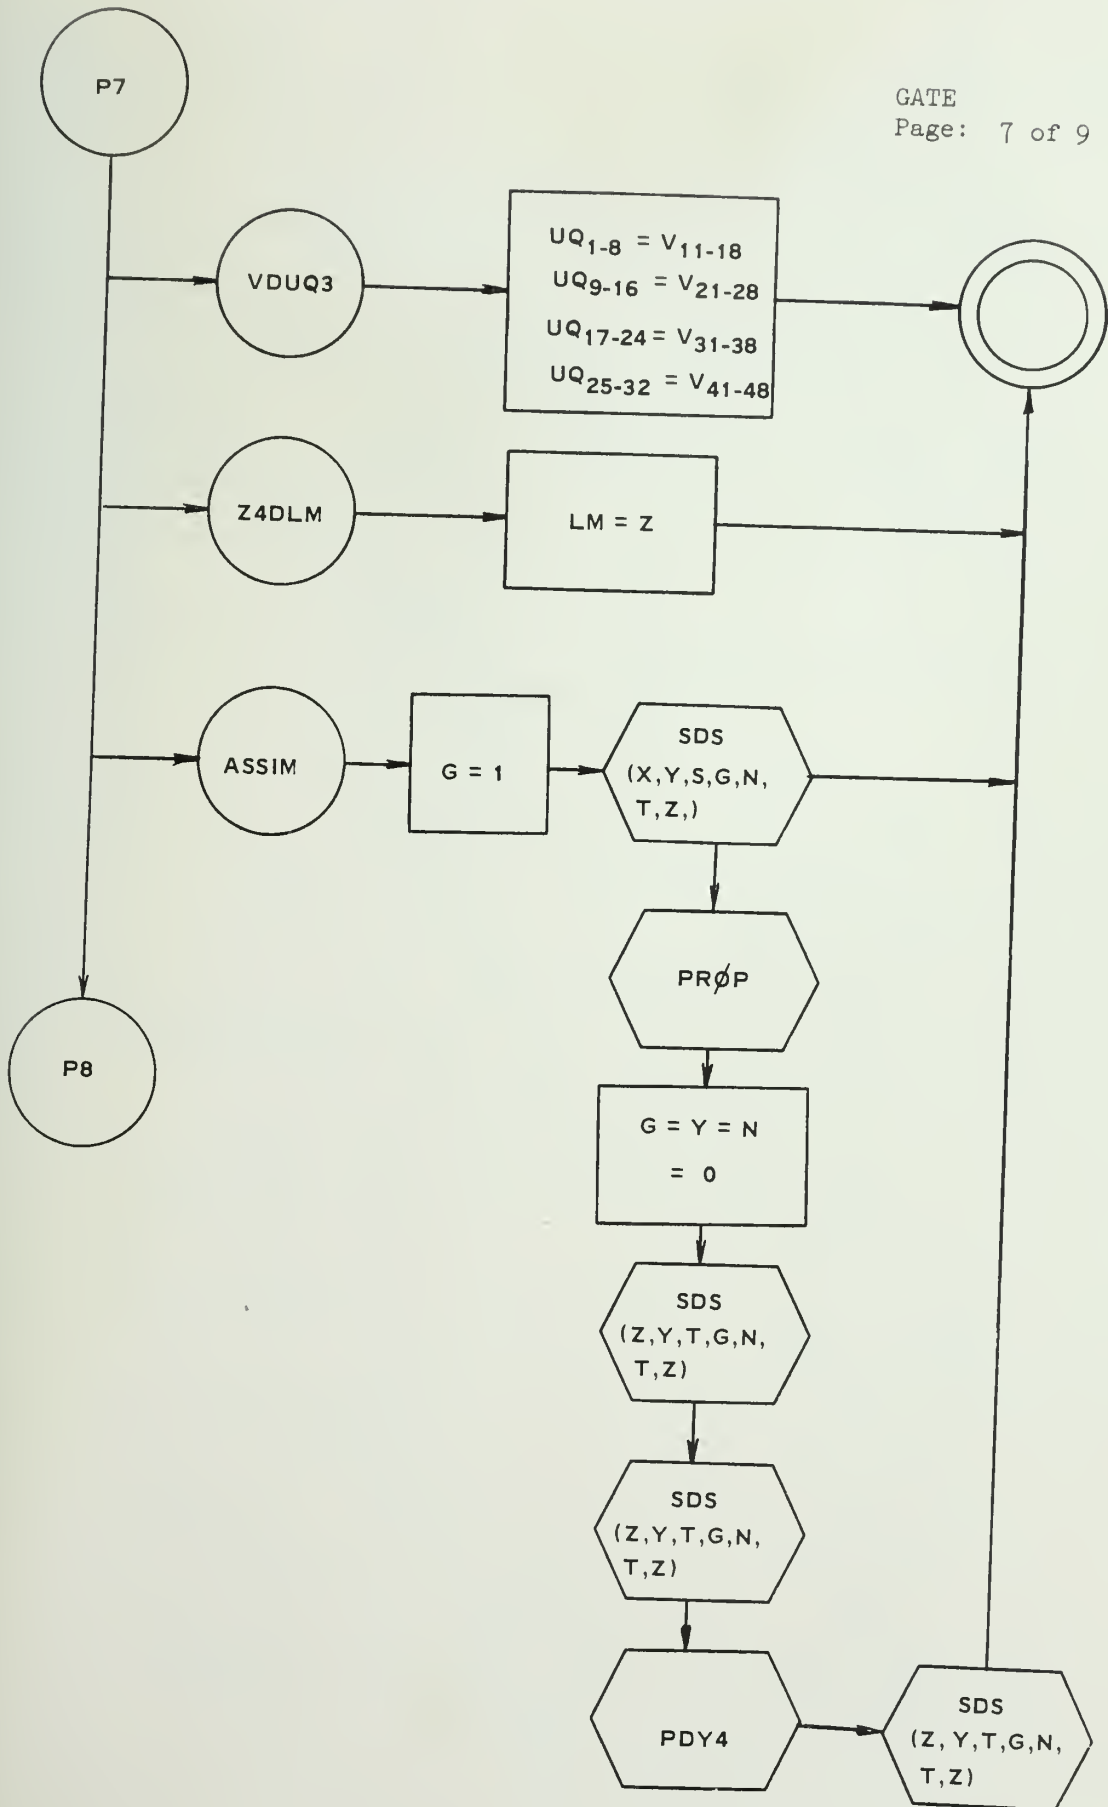 P7
GATE
Page: 7 of 9
VDUQ3
UQ1-8 = V11-18
UQ9-16 = V21-28
UQ17-24 = V31-38
UQ25-32 = V41-48
Z4DLM
LM = Z
ASSIM
G = 1
SDS
(X,Y,S,G,N,
T,Z,)
PRØP
P8
G = Y = N
= 0
SDS
(Z,Y,T,G,N,
T,Z)
SDS
(Z,Y,T,G,N,
T,Z)
PDY4
SDS
(Z, Y,T,G,N,
T,Z)